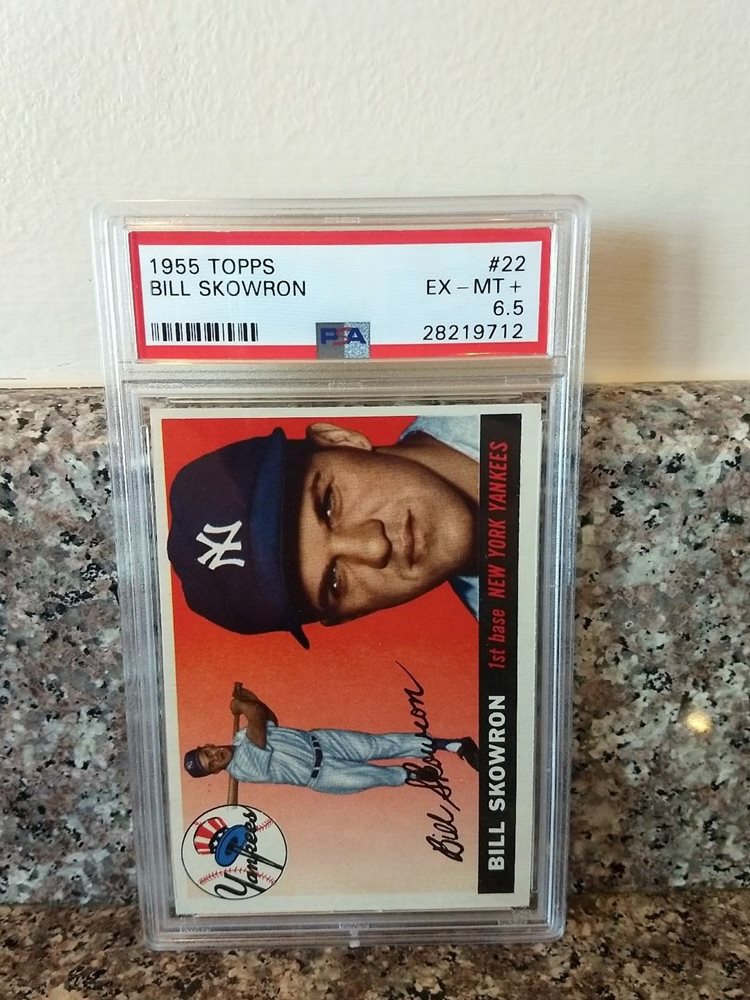 1955 TOPPS #22
BILL SKOWRON EX - MT +
6.5
PSA 28219712
NY
1st base NEW YORK YANKEES
BILL SKOWRON
Bill Skowron
Yankees